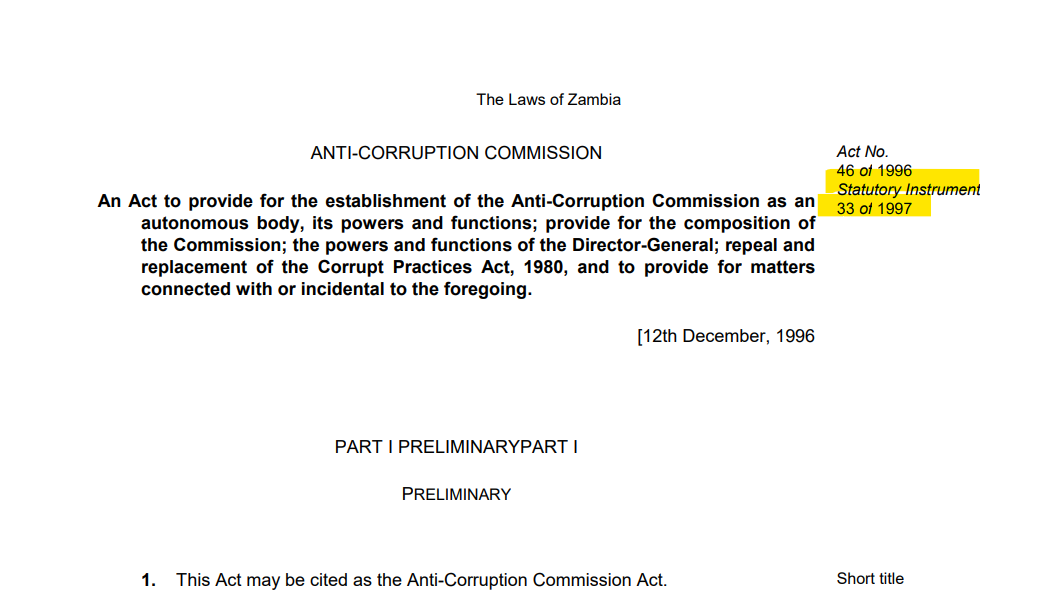 The Laws of Zambia
ANTI-CORRUPTION COMMISSION
Act No.
46 of 1996
Statutory Instrument
33 of 1997
An Act to provide for the establishment of the Anti-Corruption Commission as an
autonomous body, its powers and functions; provide for the composition of
the Commission; the powers and functions of the Director-General; repeal and
replacement of the Corrupt Practices Act, 1980, and to provide for matters
connected with or incidental to the foregoing.
[12th December, 1996
PART I PRELIMINARYPART I
PRELIMINARY
1. This Act may be cited as the Anti-Corruption Commission Act.
Short title